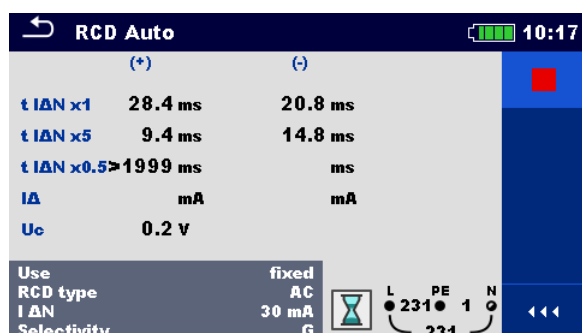 RCD Auto 10:17
(+) (-)
t IΔN x1 28.4 ms 20.8 ms
t IΔN x5 9.4 ms 14.8 ms
t IΔN x0.5 >1999 ms ms
IΔ mA mA
Uc 0.2 V
Use fixed
RCD type AC
I ΔN 30 mA
Selectivity G
L PE N
231 1
231